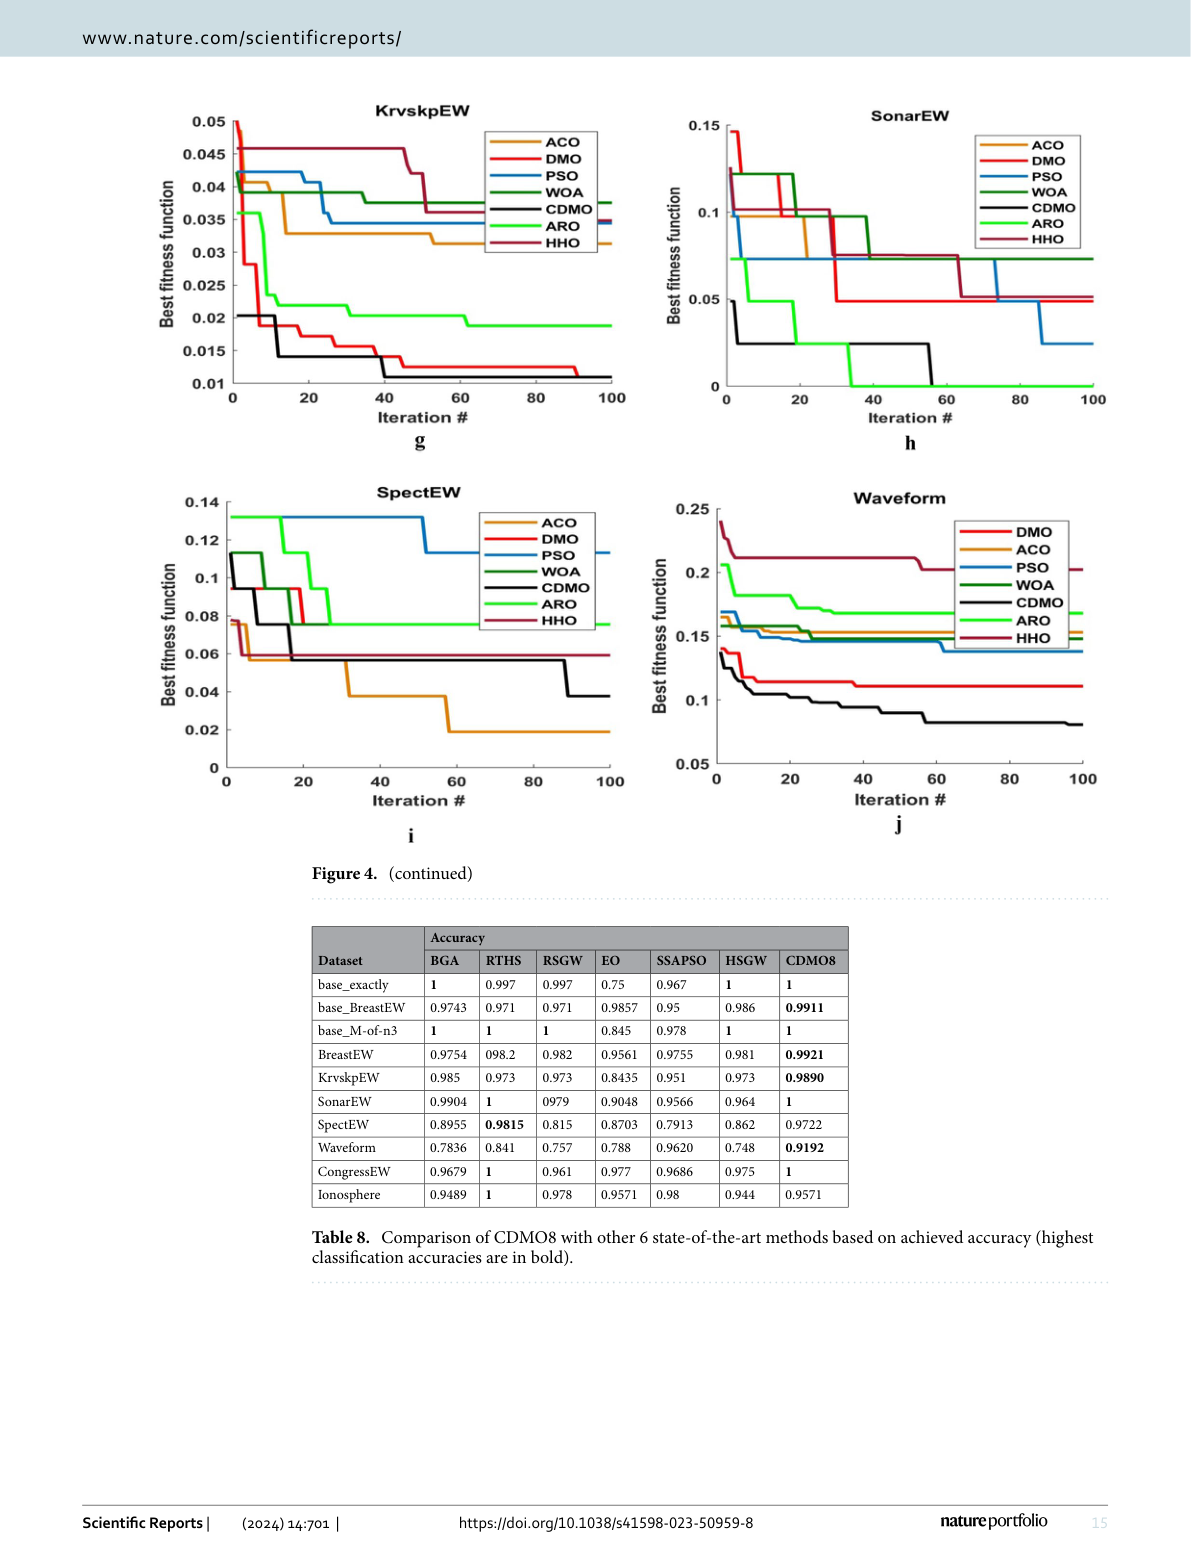 www.nature.com/scientificreports/
KrvskpEW
Best fitness function
0.05
0.045
0.04
0.035
0.03
0.025
0.02
0.015
0.01
ACO
DMO
PSO
WOA
CDMO
ARO
HHO
0 20 40 60 80 100
Iteration #
g
SonarEW
Best fitness function
0.15
0.1
0.05
0
ACO
DMO
PSO
WOA
CDMO
ARO
HHO
0 20 40 60 80 100
Iteration #
h
SpectEW
Best fitness function
0.14
0.12
0.1
0.08
0.06
0.04
0.02
0
ACO
DMO
PSO
WOA
CDMO
ARO
HHO
0 20 40 60 80 100
Iteration #
i
Waveform
Best fitness function
0.25
0.2
0.15
0.1
0.05
DMO
ACO
PSO
WOA
CDMO
ARO
HHO
0 20 40 60 80 100
Iteration #
j
Figure 4. (continued)
Accuracy
Dataset BGA RTHS RSGW EO SSAPSO HSGW CDMO8
base_exactly 1 0.997 0.997 0.75 0.967 1 1
base_BreastEW 0.9743 0.971 0.971 0.9857 0.95 0.986 0.9911
base_M-of-n3 1 1 1 0.845 0.978 1 1
BreastEW 0.9754 098.2 0.982 0.9561 0.9755 0.981 0.9921
KrvskpEW 0.985 0.973 0.973 0.8435 0.951 0.973 0.9890
SonarEW 0.9904 1 0979 0.9048 0.9566 0.964 1
SpectEW 0.8955 0.9815 0.815 0.8703 0.7913 0.862 0.9722
Waveform 0.7836 0.841 0.757 0.788 0.9620 0.748 0.9192
CongressEW 0.9679 1 0.961 0.977 0.9686 0.975 1
Ionosphere 0.9489 1 0.978 0.9571 0.98 0.944 0.9571
Table 8. Comparison of CDMO8 with other 6 state-of-the-art methods based on achieved accuracy (highest
classification accuracies are in bold).
Scientific Reports | (2024) 14:701 | https://doi.org/10.1038/s41598-023-50959-8 nature portfolio 15